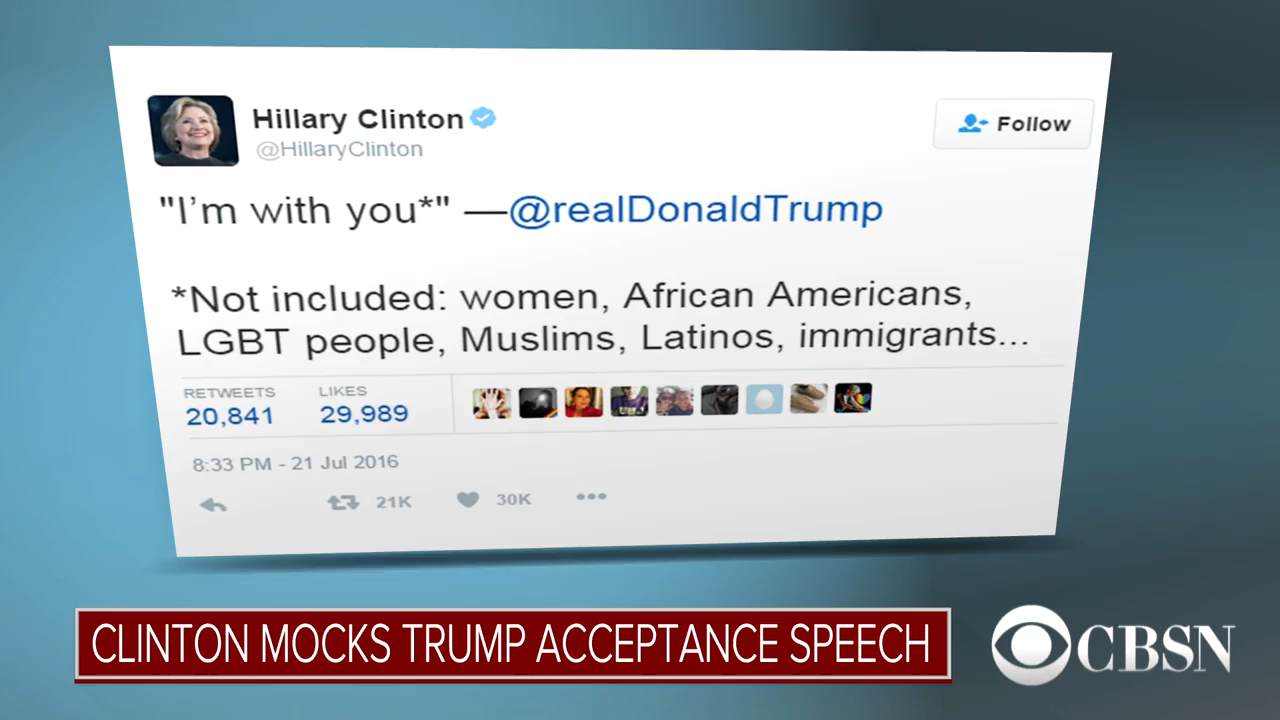 Hillary Clinton
@HillaryClinton
Follow
"I'm with you*" —@realDonaldTrump
*Not included: women, African Americans,
LGBT people, Muslims, Latinos, immigrants...
RETWEETS LIKES
20,841 29,989
8:33 PM - 21 Jul 2016
21K 30K
CLINTON MOCKS TRUMP ACCEPTANCE SPEECH
CBSN